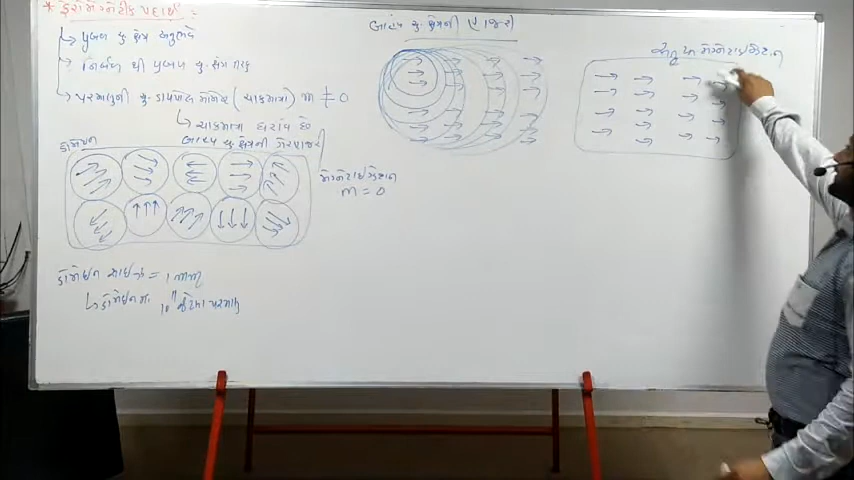 * ફેરોમેગ્નેટીક પદાર્થ :
→ પ્રબળ ચુ. ક્ષેત્ર અનુભવે
→ નિર્બળ થી પ્રબળ ચુ. ક્ષેત્ર તરફ
→ પરમાણુની ચુ. ડાયપોલ મોમેન્ટ (ચાકમાત્રા) m ≠ 0
↳ ચાકમાત્રા ધરાવે છે
ડોમેઇન
બાહ્ય ચુ. ક્ષેત્રની ગેરહાજરી
મેગ્નેટાઇઝેશન
m = 0
ડોમેઇન સાઇઝ = 1 mm
↳ ડોમેઇનમાં 10¹¹ જેટલા પરમાણુ
બાહ્ય ચુ. ક્ષેત્રની હાજરી
મેગ્નેટાઇઝેશન